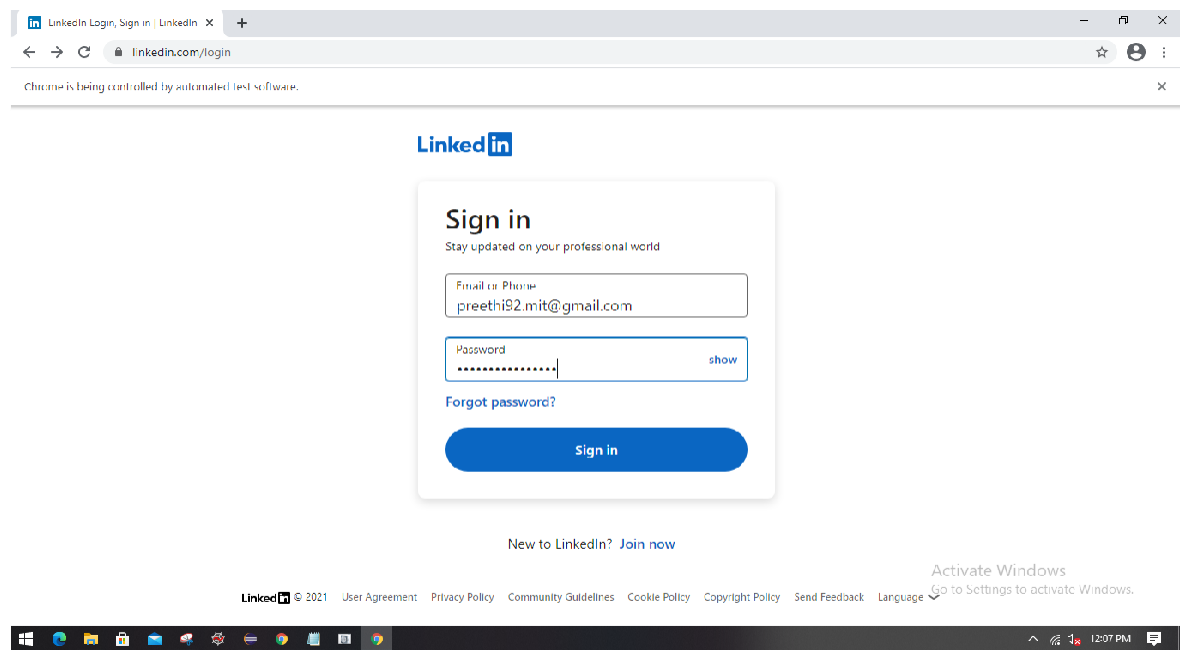 LinkedIn Login, Sign in | LinkedIn
linkedin.com/login
Chrome is being controlled by automated test software.
Linked in
Sign in
Stay updated on your professional world
Email or Phone
preethi92.mit@gmail.com
Password
show
Forgot password?
Sign in
New to LinkedIn? Join now
Activate Windows
Go to Settings to activate Windows.
Linked in © 2021 User Agreement Privacy Policy Community Guidelines Cookie Policy Copyright Policy Send Feedback Language
12:07 PM